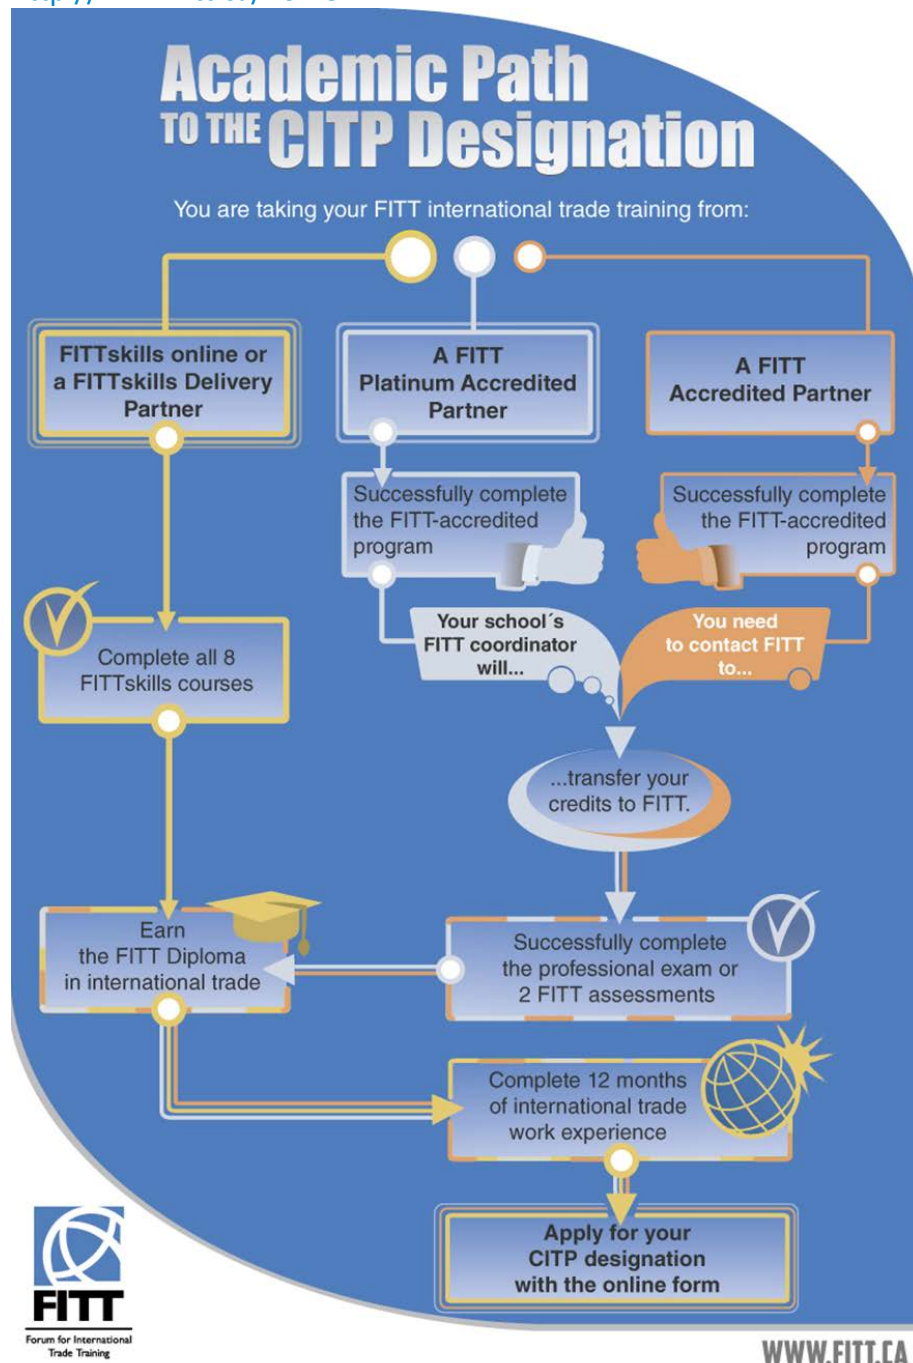 Academic Path
TO THE CITP Designation
You are taking your FITT international trade training from:
FITTskills online or
a FITTskills Delivery
Partner
A FITT
Platinum Accredited
Partner
A FITT
Accredited Partner
Successfully complete
the FITT-accredited
program
Successfully complete
the FITT-accredited
program
Your school´s
FITT coordinator
will...
You need
to contact FITT
to...
Complete all 8
FITTskills courses
...transfer your
credits to FITT.
Earn
the FITT Diploma
in international trade
Successfully complete
the professional exam or
2 FITT assessments
Complete 12 months
of international trade
work experience
Apply for your
CITP designation
with the online form
FITT
Forum for International
Trade Training
WWW.FITT.CA